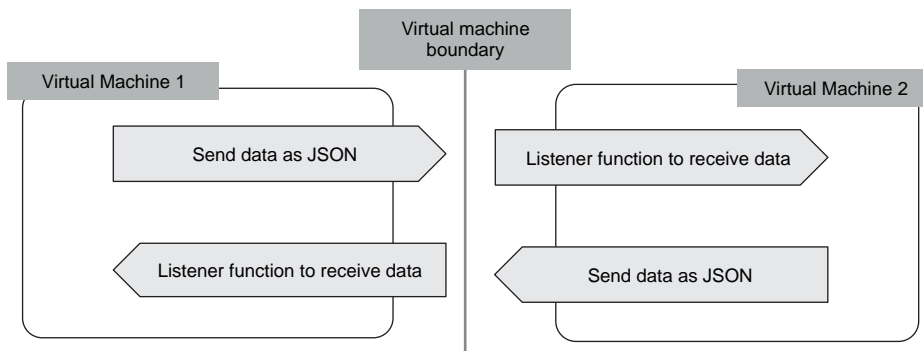 Virtual machine
boundary
Virtual Machine 1
Virtual Machine 2
Send data as JSON
Listener function to receive data
Listener function to receive data
Send data as JSON